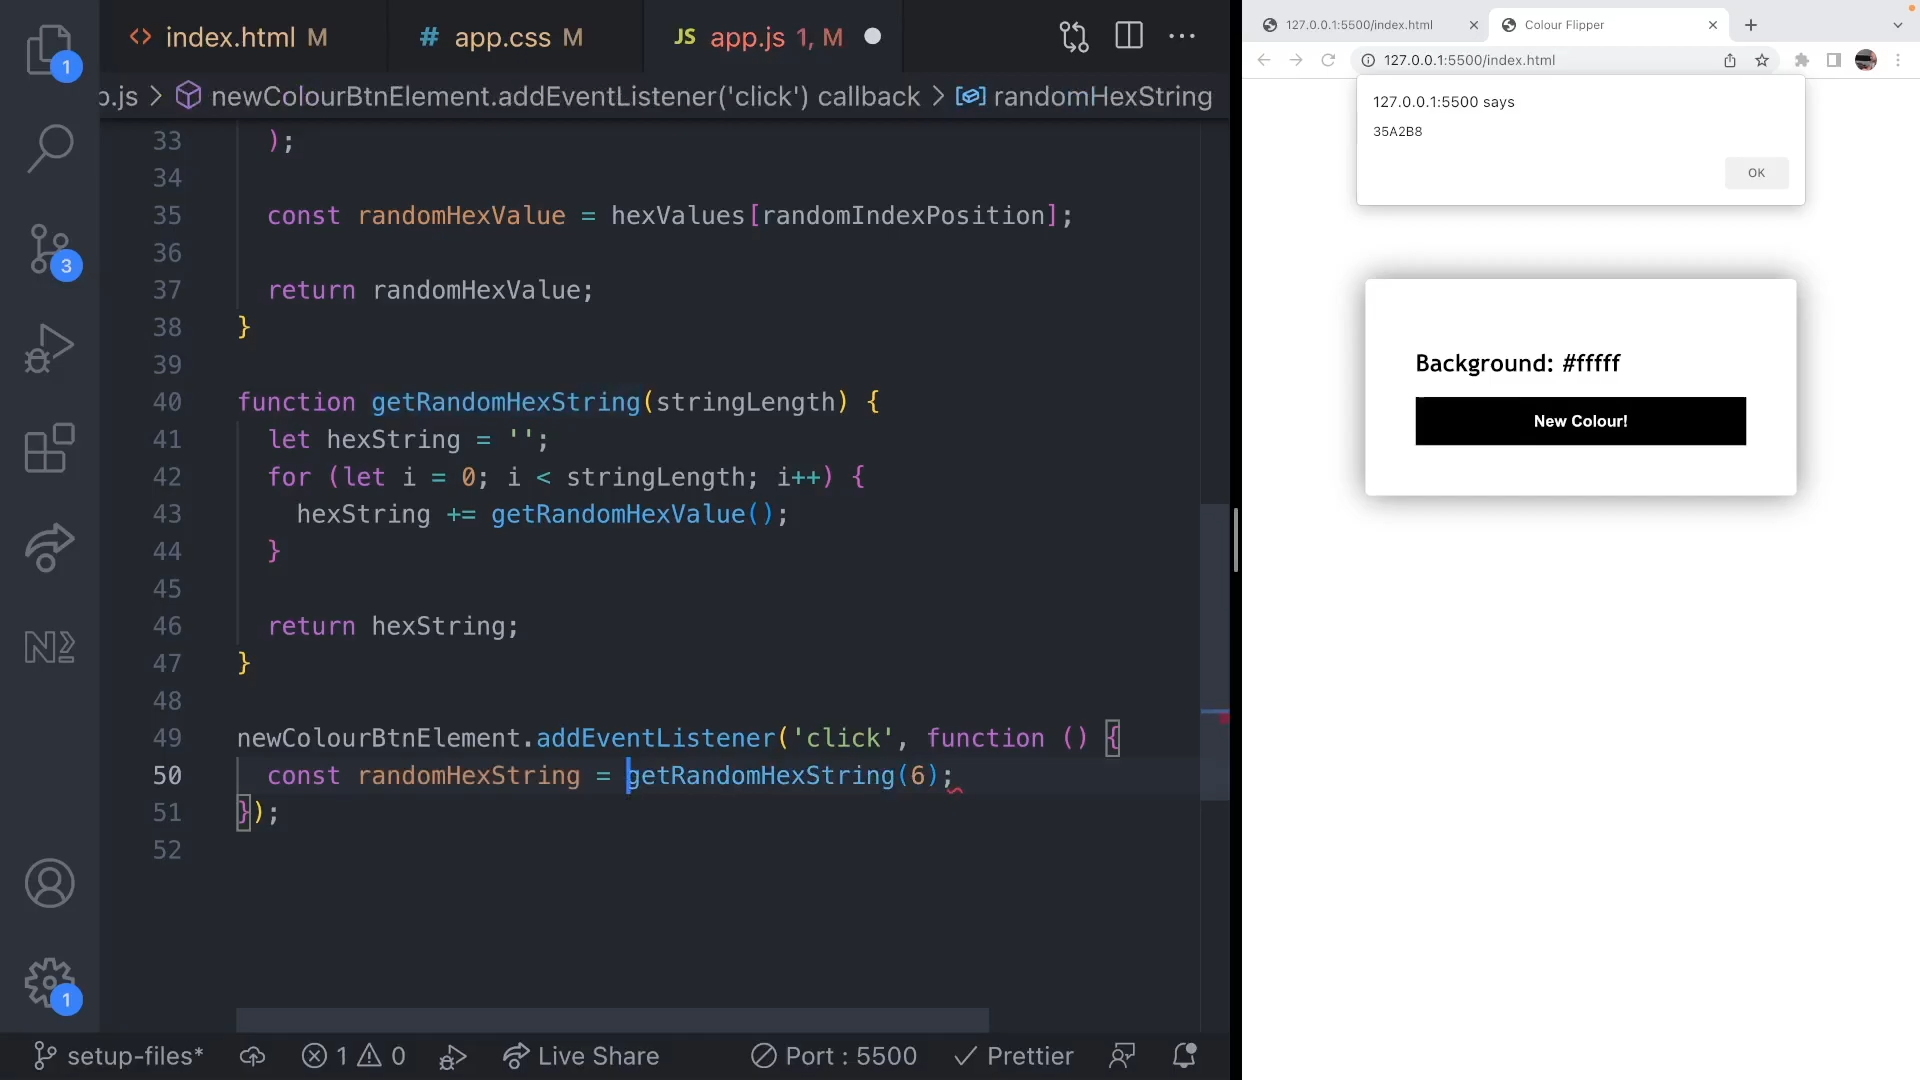 index.html M
app.css M
JS app.js 1, M
.js > newColourBtnElement.addEventListener('click') callback > randomHexString
33 );
34
35 const randomHexValue = hexValues[randomIndexPosition];
36
37 return randomHexValue;
38 }
39
40 function getRandomHexString(stringLength) {
41 let hexString = '';
42 for (let i = 0; i < stringLength; i++) {
43 hexString += getRandomHexValue();
44 }
45
46 return hexString;
47 }
48
49 newColourBtnElement.addEventListener('click', function () {
50 const randomHexString = getRandomHexString(6);
51 });
52
1
3
1
setup-files* 1 0 Live Share Port : 5500 Prettier
127.0.0.1:5500/index.html
Colour Flipper
127.0.0.1:5500/index.html
127.0.0.1:5500 says
35A2B8
OK
Background: #fffff
New Colour!